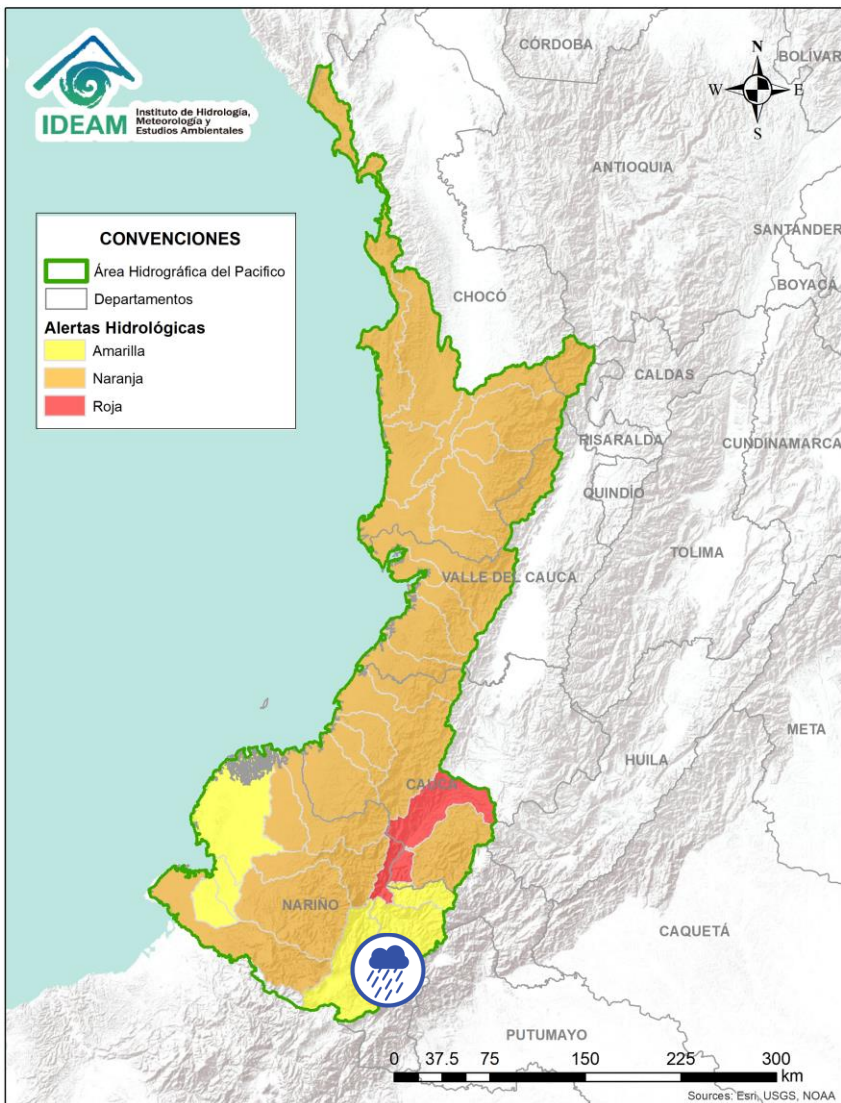 IDEAM
Instituto de Hidrología,
Meteorología y
Estudios Ambientales
CÓRDOBA
BOLÍVAR
N
W
E
S
ANTIOQUIA
SANTANDER
BOYACÁ
CONVENCIONES
Área Hidrográfica del Pacifico
Departamentos
Alertas Hidrológicas
Amarilla
Naranja
Roja
CHOCÓ
CALDAS
RISARALDA
CUNDINAMARCA
QUINDÍO
TOLIMA
VALLE DEL CAUCA
META
HUILA
CAUCA
NARIÑO
CAQUETÁ
PUTUMAYO
0 37.5 75 150 225 300
km
Sources: Esri, USGS, NOAA